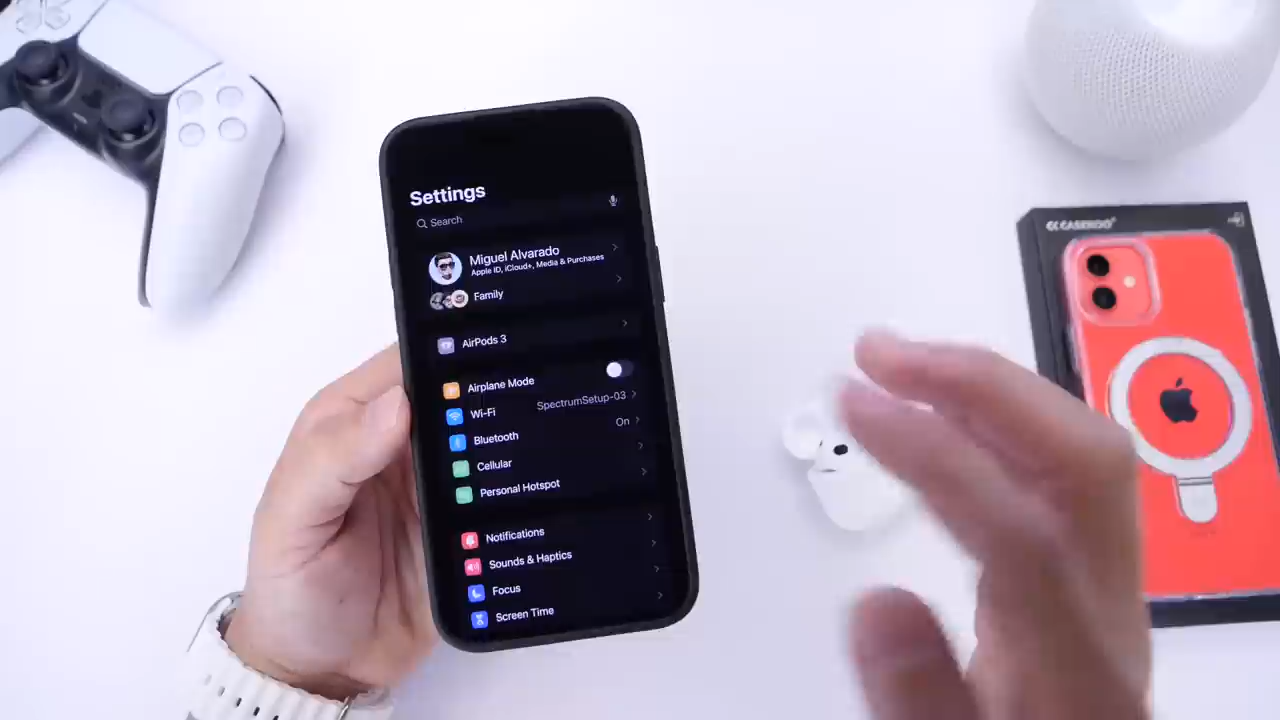 Settings
Search
Miguel Alvarado
Apple ID, iCloud+, Media & Purchases
Family
AirPods 3
Airplane Mode
Wi-Fi SpectrumSetup-03
Bluetooth On
Cellular
Personal Hotspot
Notifications
Sounds & Haptics
Focus
Screen Time
CASEKOO